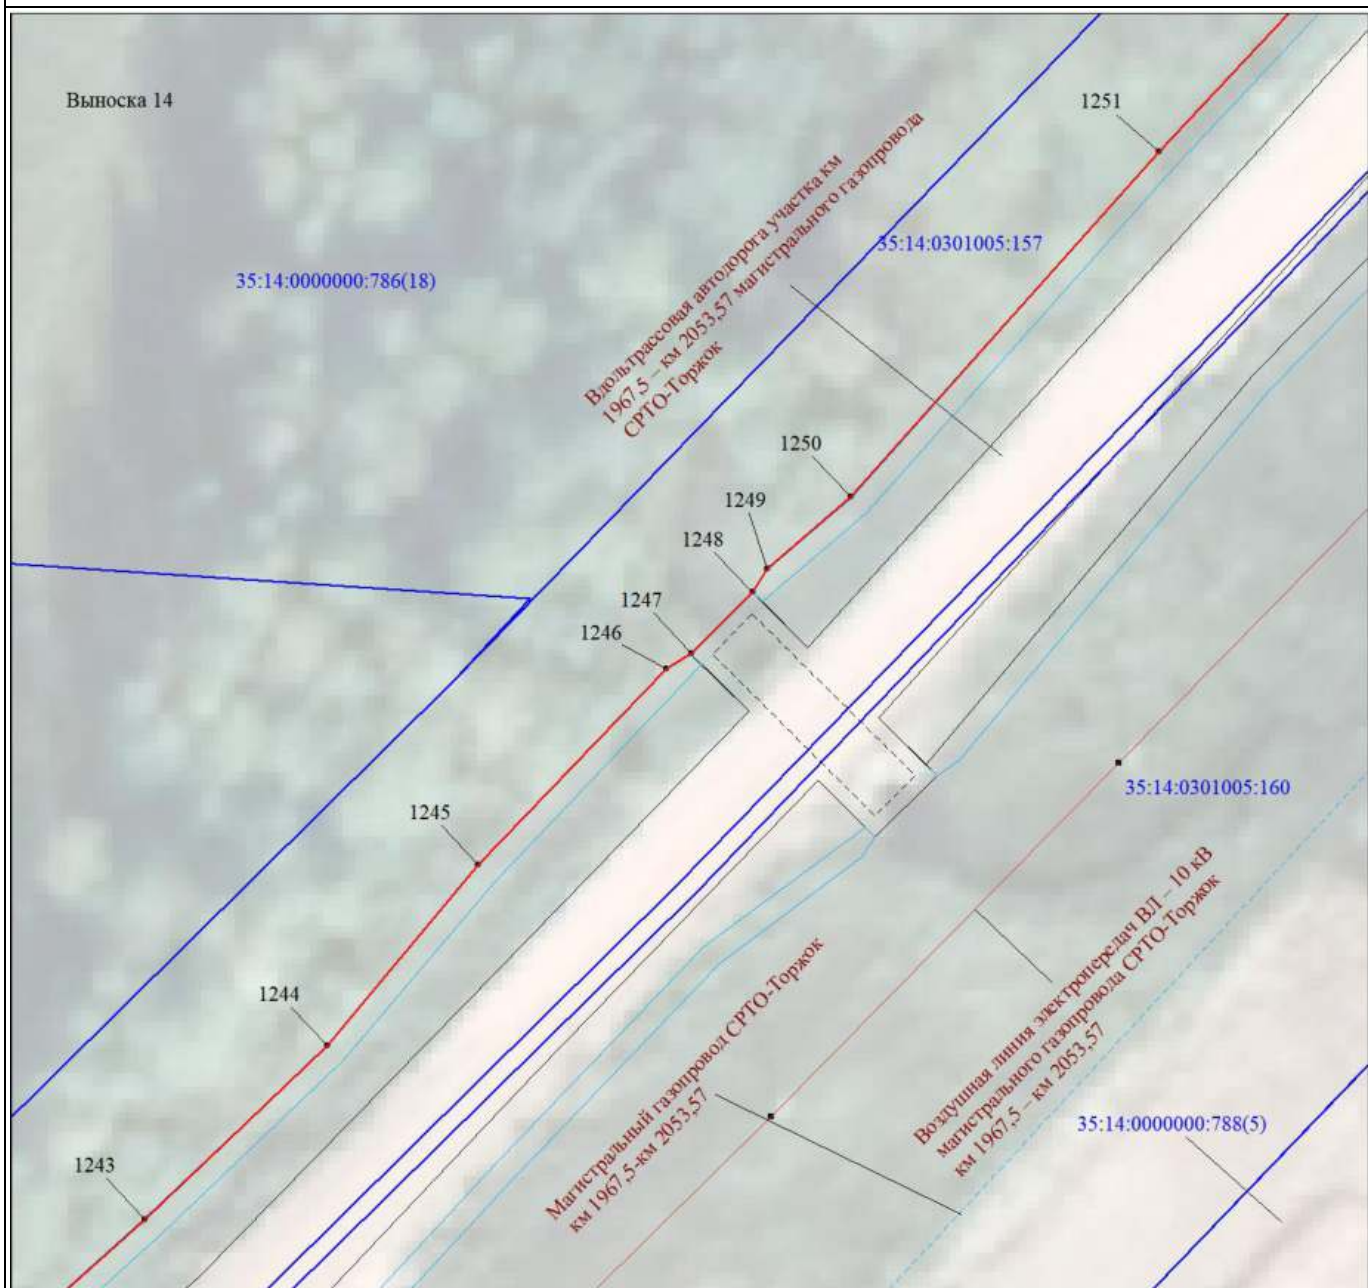 Выноска 14
1251
Вдольтрассовая автодорога участка км
1967,5 – км 2053,57 магистрального газопровода
СРТО-Торжок
35:14:0301005:157
35:14:0000000:786(18)
1250
1249
1248
1247
1246
35:14:0301005:160
1245
Воздушная линия электропередач ВЛ – 10 кВ
магистрального газопровода СРТО-Торжок
км 1967,5 – км 2053,57
1244
Магистральный газопровод СРТО-Торжок
км 1967,5-км 2053,57
35:14:0000000:788(5)
1243